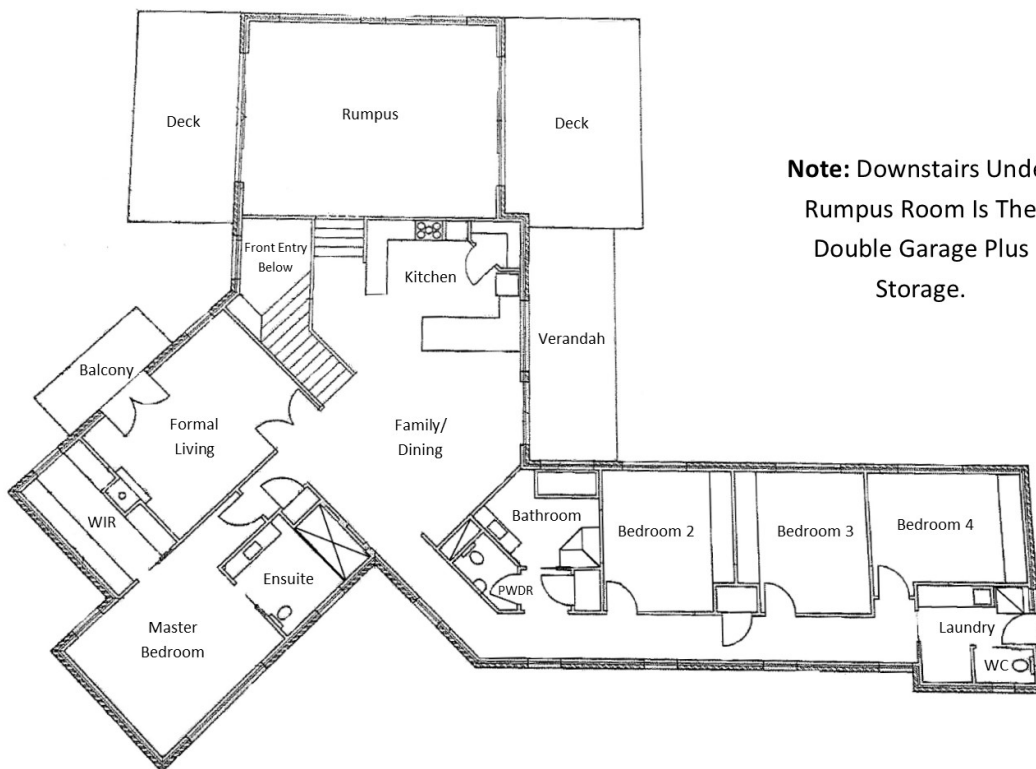 Deck
Rumpus
Deck
Note: Downstairs Unde
Rumpus Room Is The
Double Garage Plus
Storage.
Front Entry
Below
Kitchen
Verandah
Balcony
Formal
Living
Family/
Dining
WIR
Bathroom
Bedroom 2
Bedroom 3
Bedroom 4
Ensuite
PWDR
Master
Bedroom
Laundry
WC